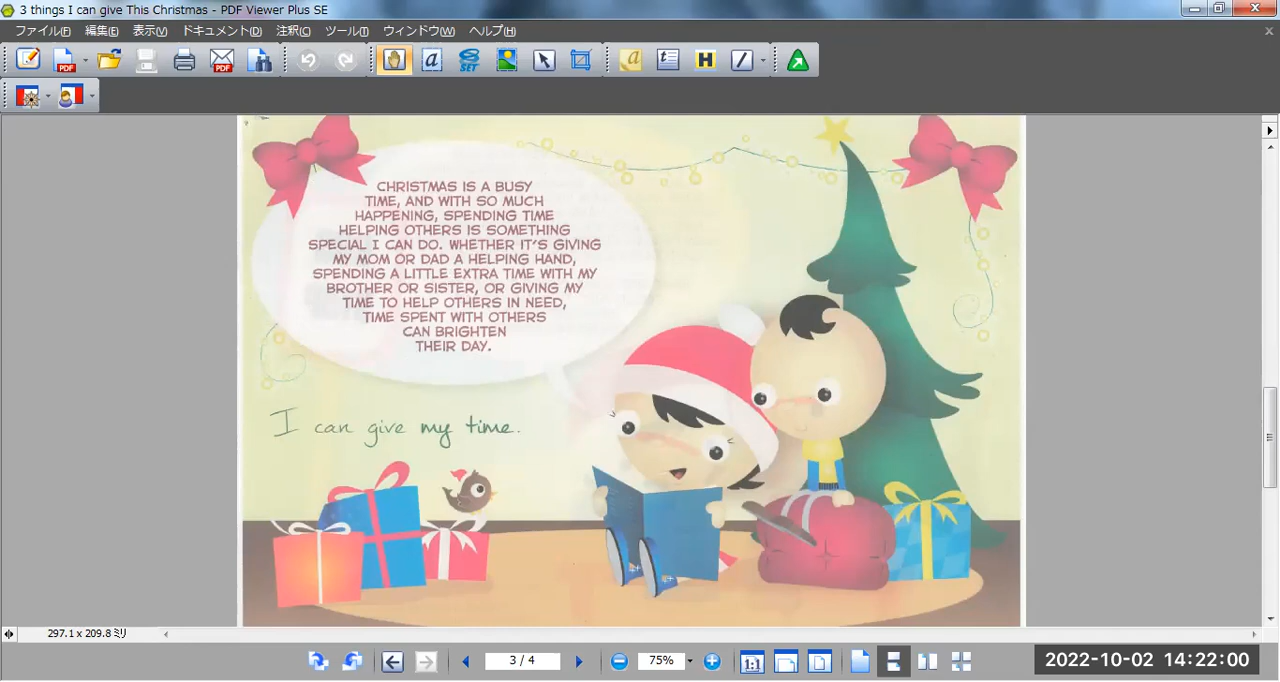 3 things I can give This Christmas - PDF Viewer Plus SE
ファイル(F) 編集(E) 表示(V) ドキュメント(D) 注釈(C) ツール(T) ウィンドウ(W) ヘルプ(H)
CHRISTMAS IS A BUSY
TIME, AND WITH SO MUCH
HAPPENING, SPENDING TIME
HELPING OTHERS IS SOMETHING
SPECIAL I CAN DO. WHETHER IT'S GIVING
MY MOM OR DAD A HELPING HAND,
SPENDING A LITTLE EXTRA TIME WITH MY
BROTHER OR SISTER, OR GIVING MY
TIME TO HELP OTHERS IN NEED,
TIME SPENT WITH OTHERS
CAN BRIGHTEN
THEIR DAY.
I can give my time.
297.1 x 209.8 ミリ
3 / 4
75%
1:1
2022-10-02 14:22:00